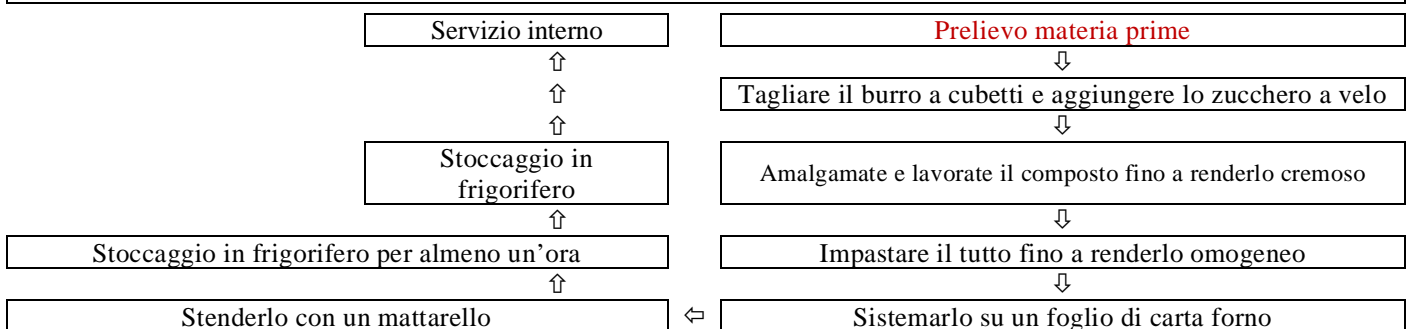 Servizio interno
Prelievo materia prime
⇧
⇩
⇧
Tagliare il burro a cubetti e aggiungere lo zucchero a velo
⇧
⇩
Stoccaggio in
frigorifero
Amalgamate e lavorate il composto fino a renderlo cremoso
⇧
⇩
Stoccaggio in frigorifero per almeno un’ora
Impastare il tutto fino a renderlo omogeneo
⇧
⇩
Stenderlo con un mattarello
⇦
Sistemarlo su un foglio di carta forno